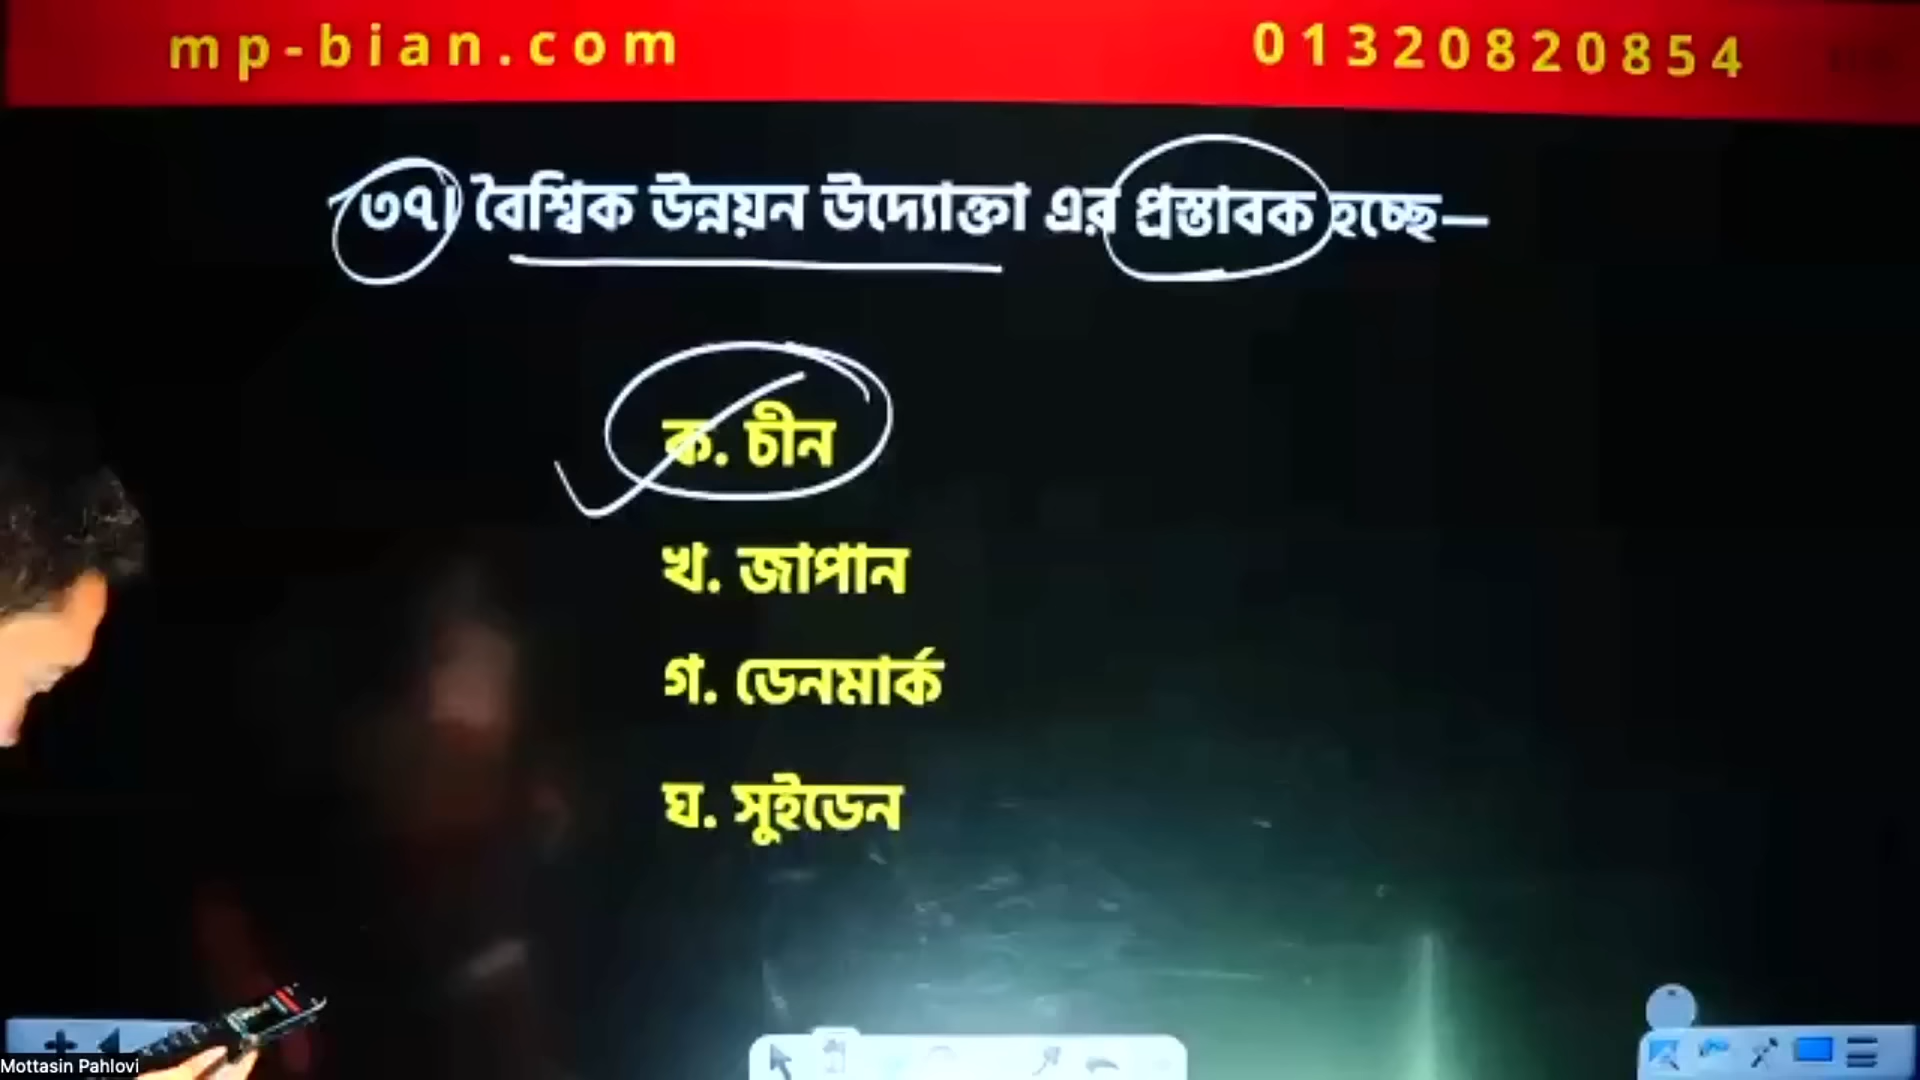 mp-bian.com 01320820854
৩৭। বৈশ্বিক উন্নয়ন উদ্যোক্তা এর প্রস্তাবক হচ্ছে—
ক. চীন
খ. জাপান
গ. ডেনমার্ক
ঘ. সুইডেন
Mottasin Pahlovi